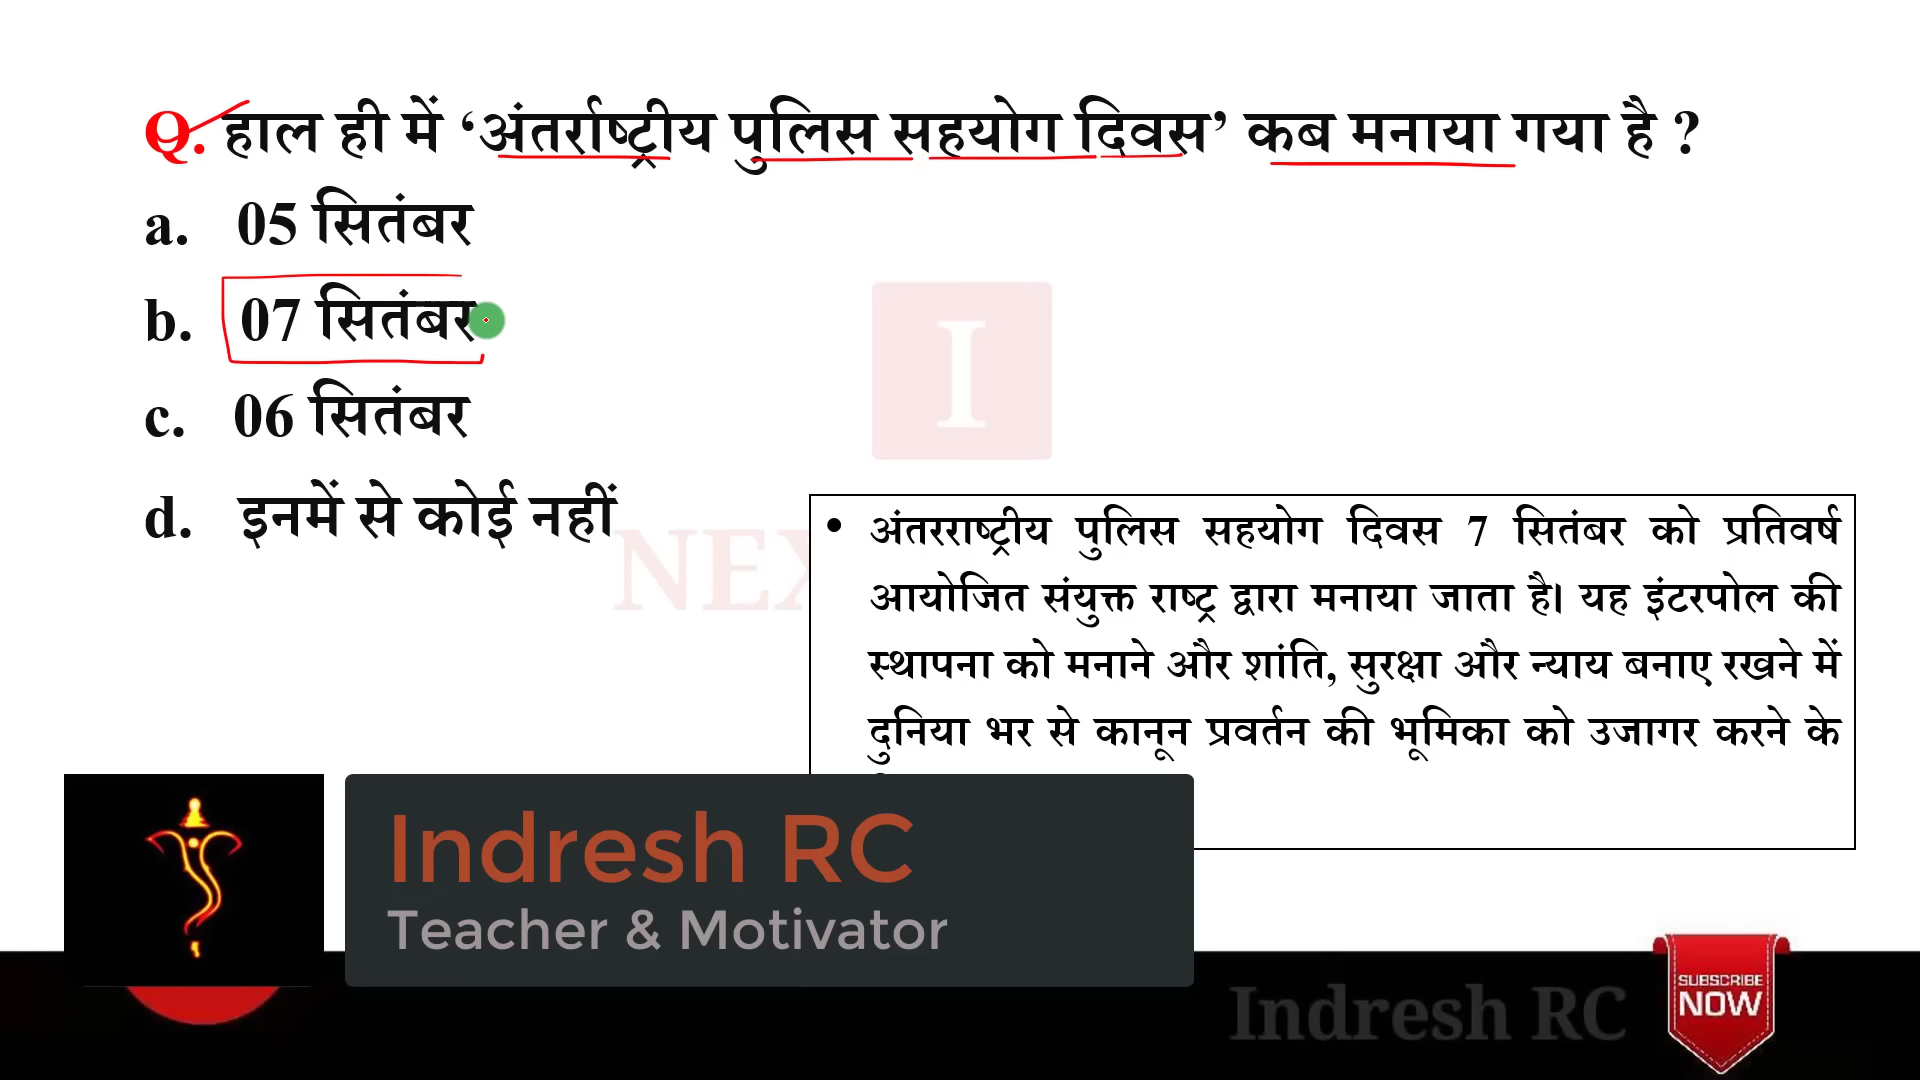 Q. हाल ही में ‘अंतर्राष्ट्रीय पुलिस सहयोग दिवस’ कब मनाया गया है ?
a. 05 सितंबर
b. 07 सितंबर
c. 06 सितंबर
d. इनमें से कोई नहीं
I
NEX
• अंतरराष्ट्रीय पुलिस सहयोग दिवस 7 सितंबर को प्रतिवर्ष
आयोजित संयुक्त राष्ट्र द्वारा मनाया जाता है। यह इंटरपोल की
स्थापना को मनाने और शांति, सुरक्षा और न्याय बनाए रखने में
दुनिया भर से कानून प्रवर्तन की भूमिका को उजागर करने के
Indresh RC
Teacher & Motivator
Indresh RC
SUBSCRIBE
NOW